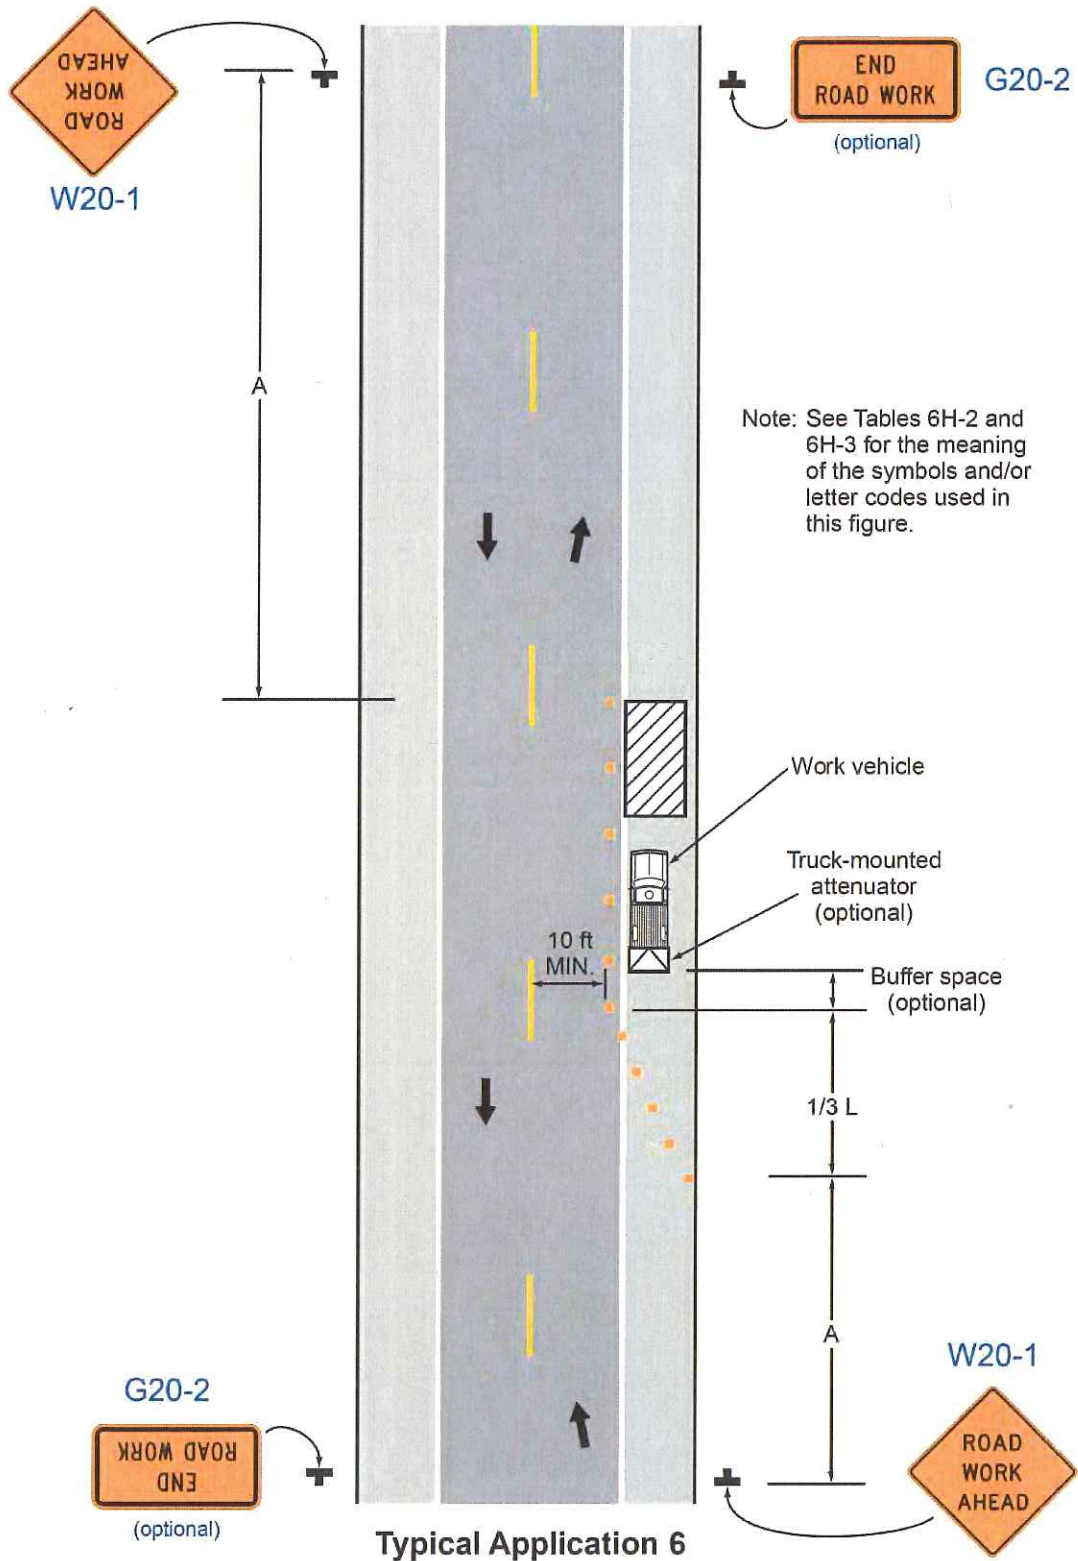 ROAD
WORK
AHEAD
W20-1
END
ROAD WORK
(optional)
G20-2
A
Note: See Tables 6H-2 and
6H-3 for the meaning
of the symbols and/or
letter codes used in
this figure.
Work vehicle
Truck-mounted
attenuator
(optional)
10 ft
MIN.
Buffer space
(optional)
1/3 L
A
G20-2
END
ROAD WORK
(optional)
W20-1
ROAD
WORK
AHEAD
Typical Application 6